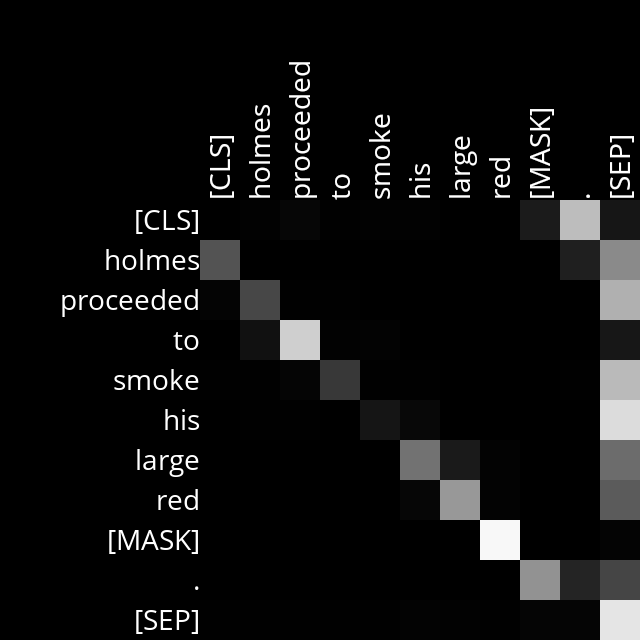 [CLS] holmes proceeded to smoke his large red [MASK] . [SEP]
[CLS]
holmes
proceeded
to
smoke
his
large
red
[MASK]
.
[SEP]